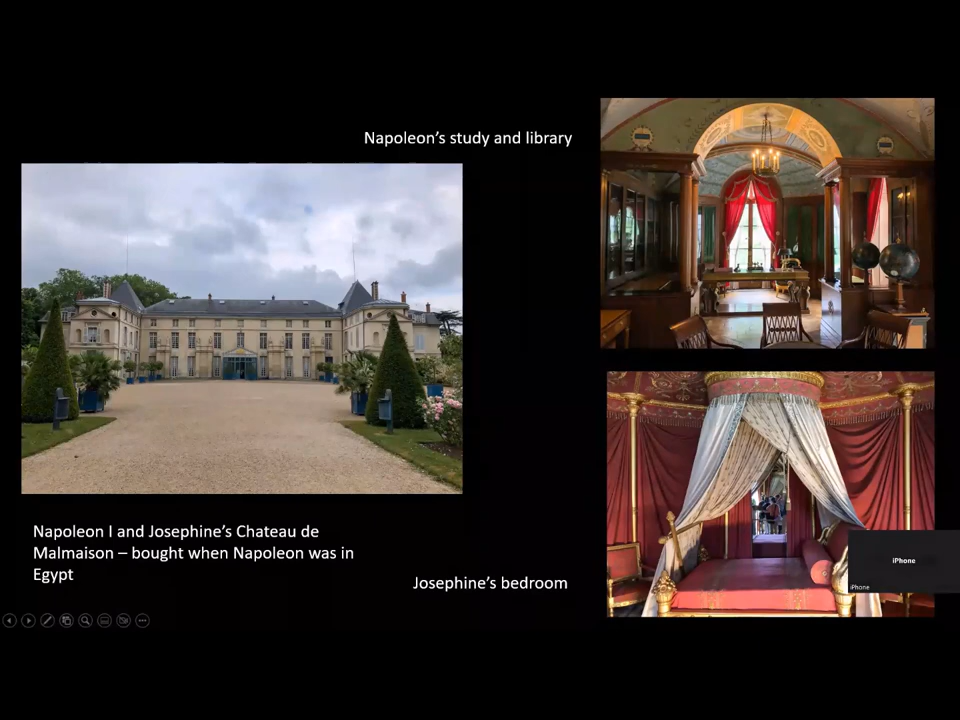 Napoleon's study and library
Napoleon I and Josephine's Chateau de
Malmaison – bought when Napoleon was in
Egypt
Josephine's bedroom
iPhone
iPhone